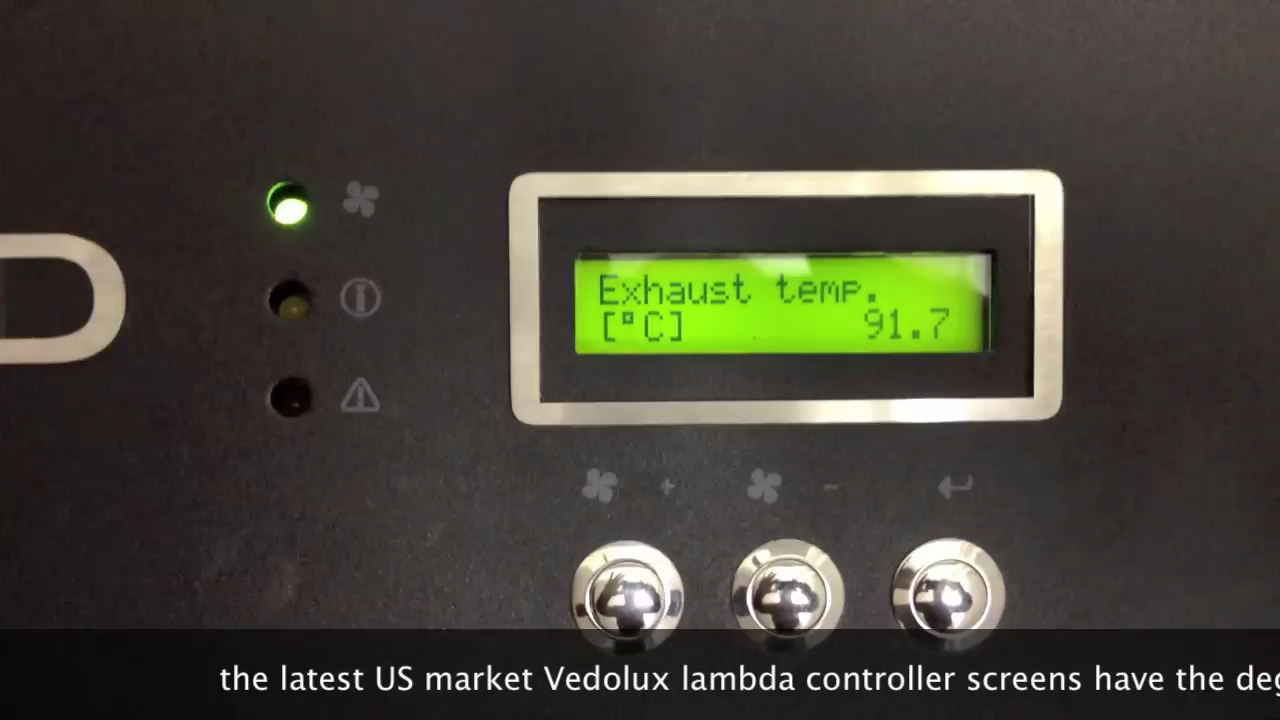 Exhaust temp.
[°C] 91.7
+ -
the latest US market Vedolux lambda controller screens have the deg